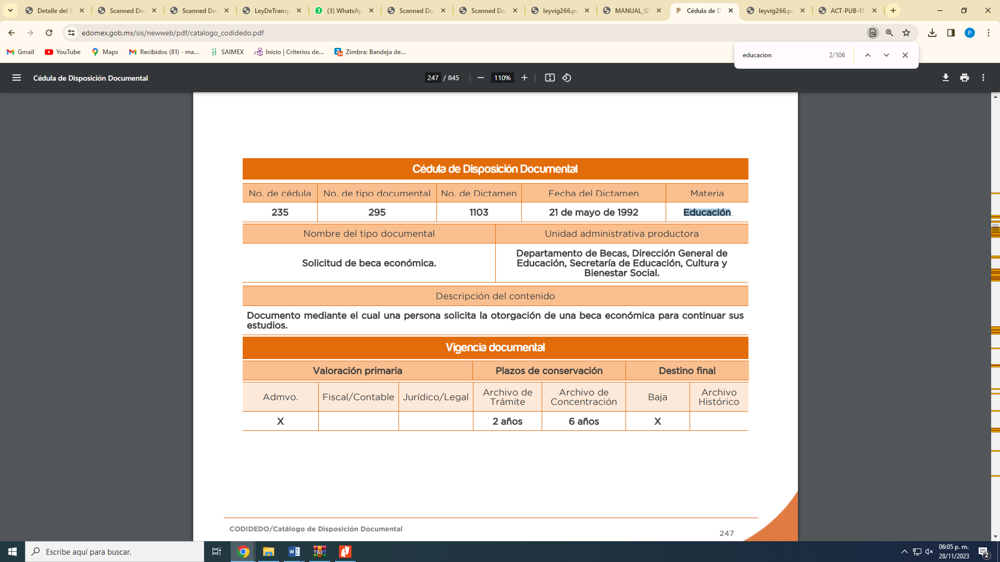 Detalle del S
Scanned Do
Scanned Do
LeyDeTransp
(3) WhatsAp
Scanned Do
Scanned Do
leyvig266.pd
MANUAL_GE
Cédula de D
leyvig266.pd
ACT-PUB-11
edomex.gob.mx/sis/newweb/pdf/catalogo_codidedo.pdf
P
Gmail
YouTube
Maps
Recibidos (81) - ma...
SAIMEX
Inicio | Criterios de...
Zimbra: Bandeja de...
educacion
2/106
Cédula de Disposición Documental
247 / 845
110%
Cédula de Disposición Documental
No. de cédula
No. de tipo documental
No. de Dictamen
Fecha del Dictamen
Materia
235
295
1103
21 de mayo de 1992
Educación
Nombre del tipo documental
Unidad administrativa productora
Solicitud de beca económica.
Departamento de Becas, Dirección General de
Educación, Secretaría de Educación, Cultura y
Bienestar Social.
Descripción del contenido
Documento mediante el cual una persona solicita la otorgación de una beca económica para continuar sus
estudios.
Vigencia documental
Valoración primaria
Plazos de conservación
Destino final
Admvo.
Fiscal/Contable
Jurídico/Legal
Archivo de
Trámite
Archivo de
Concentración
Baja
Archivo
Histórico
X
2 años
6 años
X
CODIDEDO/Catálogo de Disposición Documental
247
Escribe aquí para buscar.
06:05 p. m.
28/11/2023
2